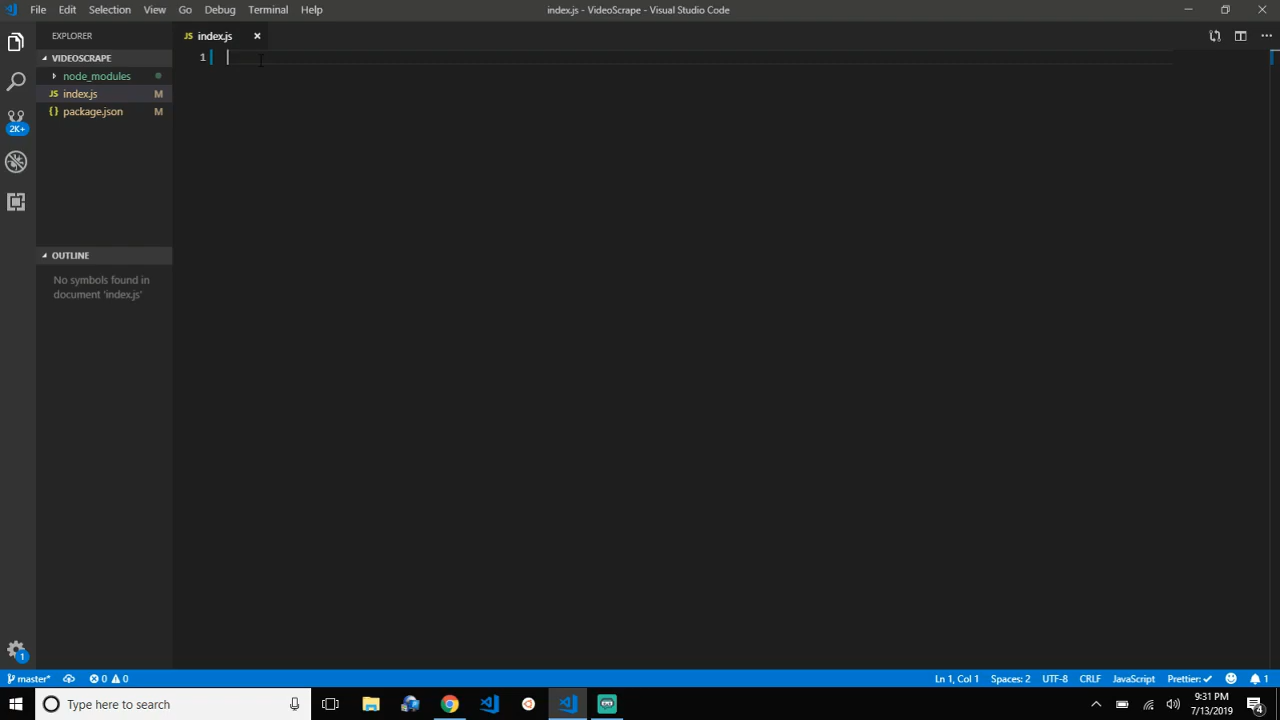 File Edit Selection View Go Debug Terminal Help
index.js - VideoScrape - Visual Studio Code
EXPLORER
JS index.js ×
VIDEOSCRAPE
node_modules
JS index.js M
{ } package.json M
2K+
1
OUTLINE
No symbols found in
document 'index.js'
1
master*
0 0
Ln 1, Col 1
Spaces: 2
UTF-8
CRLF
JavaScript
Prettier: ✓
1
Type here to search
9:31 PM
7/13/2019
4